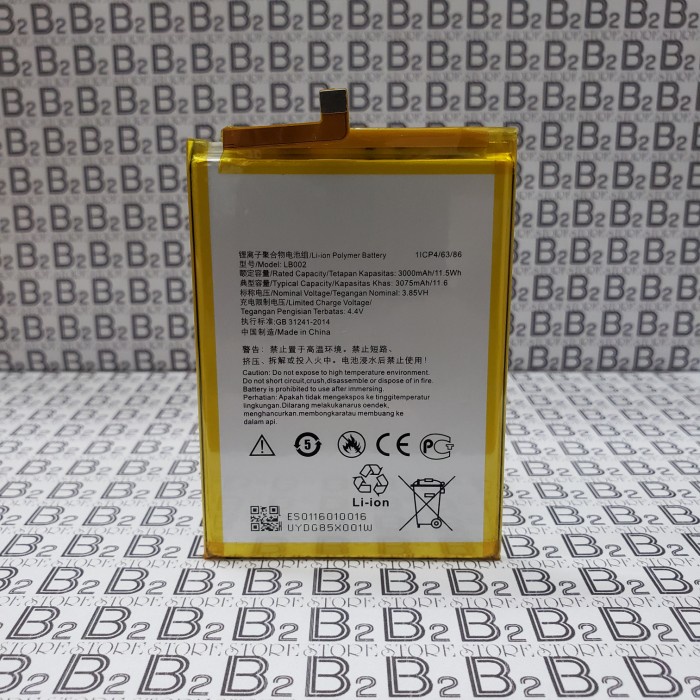 锂离子聚合物电池组/Li-ion Polymer Battery 1ICP4/63/86
型号/Model: LB002
额定容量/Rated Capacity/Tetapan Kapasitas: 3000mAh/11.5Wh
典型容量/Typical Capacity/Kapasitas Khas: 3075mAh/11.6
标称电压/Nominal Voltage/Tegangan Nominal: 3.85VH
充电限制电压/Limited Charge Voltage/
Tegangan Pengisian Terbatas: 4.4V
执行标准:GB 31241-2014
中国制造/Made in China
警告: 禁止置于高温环境。禁止短路、
挤压、拆解或投入火中。电池浸水后禁止使用。
Caution: Do not expose to high temperature environment.
Do not short circuit,crush,disassemble or dispose of in fire.
Battery is prohibited to use after immersing.
Perhatian: Apakah tidak mengekspos ke tinggitemperatur
lingkungan.Dilarang melakukanarus oendek,
menghancurkan.membongkaratau membuang ke
dalam api.
5 CE PC
Li-ion
ES0116010016
UYDG85X001W
B2 STORE